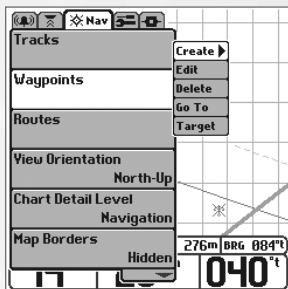 Nav
Tracks
Waypoints
Create
Edit
Delete
Go To
Target
Routes
View Orientation
North-Up
Chart Detail Level
Navigation
Map Borders
Hidden
276m BRG 084°t
040°t